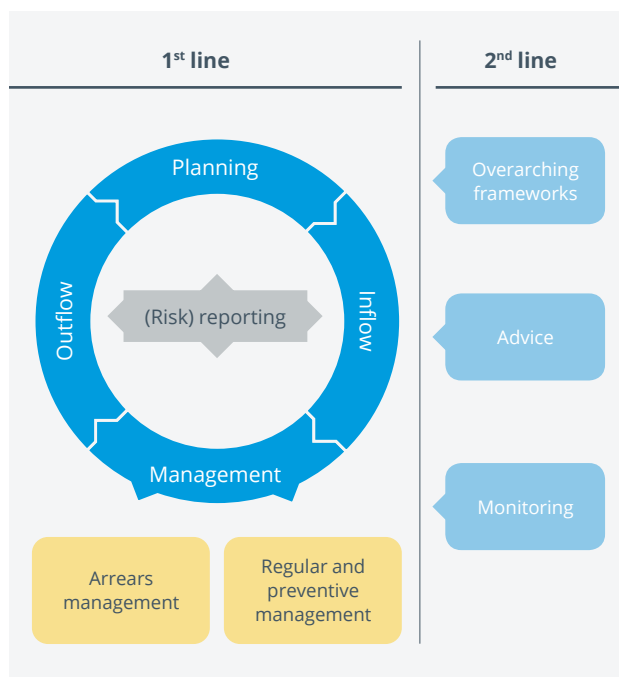 1st line
2nd line
Planning
Inflow
Management
Outflow
(Risk) reporting
Arrears
management
Regular and
preventive
management
Overarching
frameworks
Advice
Monitoring